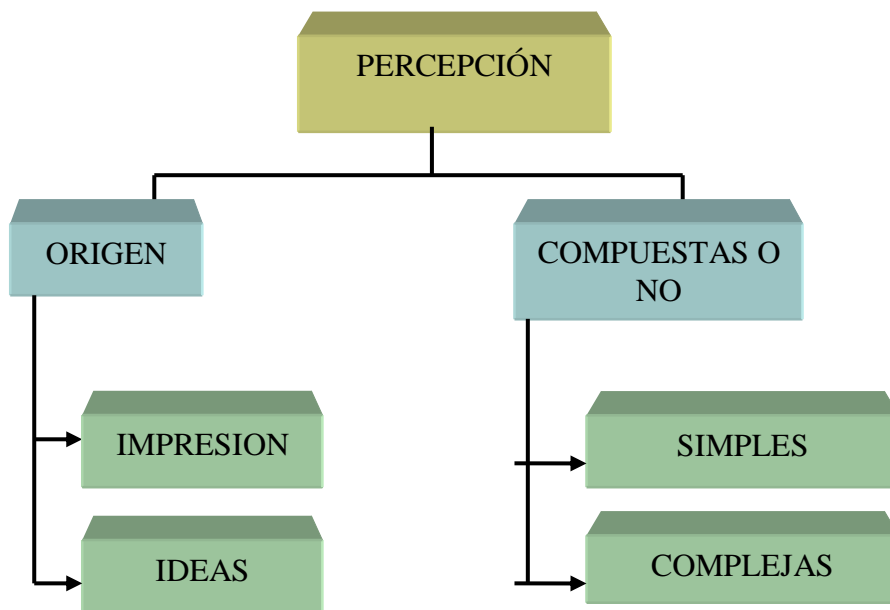 PERCEPCIÓN
ORIGEN
COMPUESTAS O
NO
IMPRESION
SIMPLES
IDEAS
COMPLEJAS